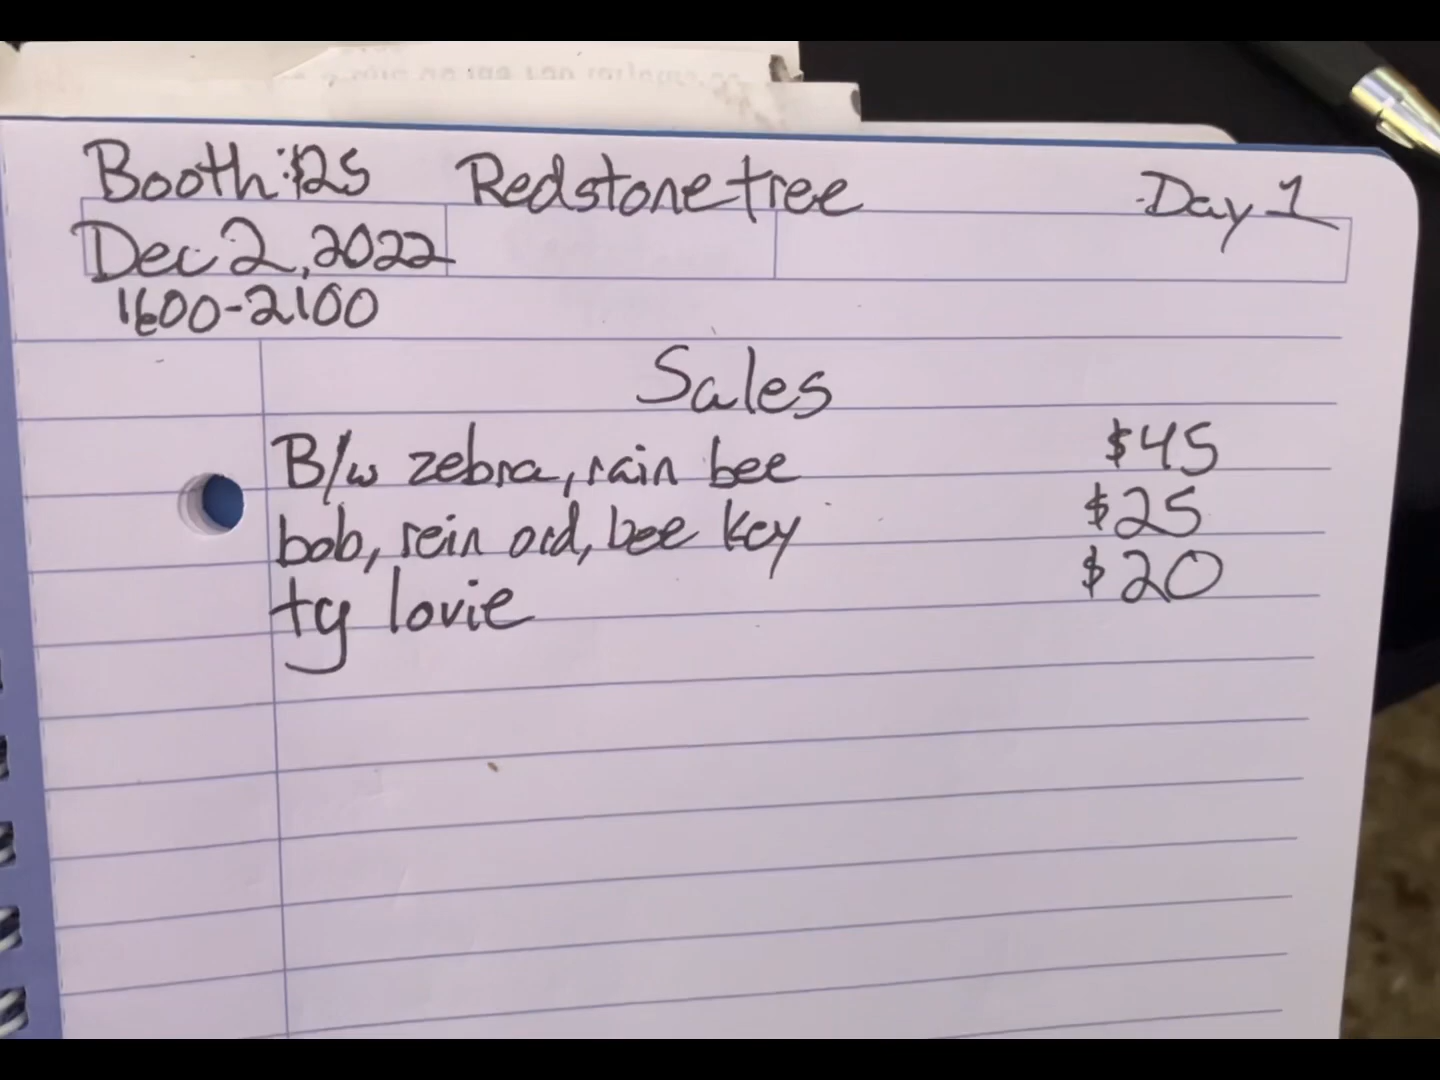 Booth: $25 Redstone tree Day 1
Dec 2, 2022
1600-2100
Sales
B/w zebra, rain bee $45
bob, rein ord, bee key $25
ty lovie $20